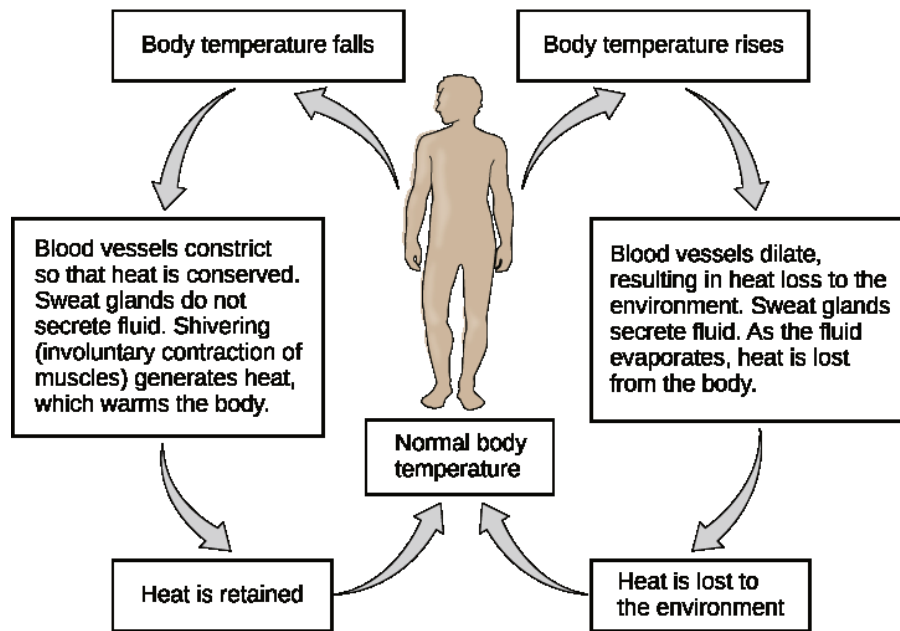 Body temperature falls
Body temperature rises
Blood vessels constrict
so that heat is conserved.
Sweat glands do not
secrete fluid. Shivering
(involuntary contraction of
muscles) generates heat,
which warms the body.
Blood vessels dilate,
resulting in heat loss to the
environment. Sweat glands
secrete fluid. As the fluid
evaporates, heat is lost
from the body.
Normal body
temperature
Heat is retained
Heat is lost to
the environment